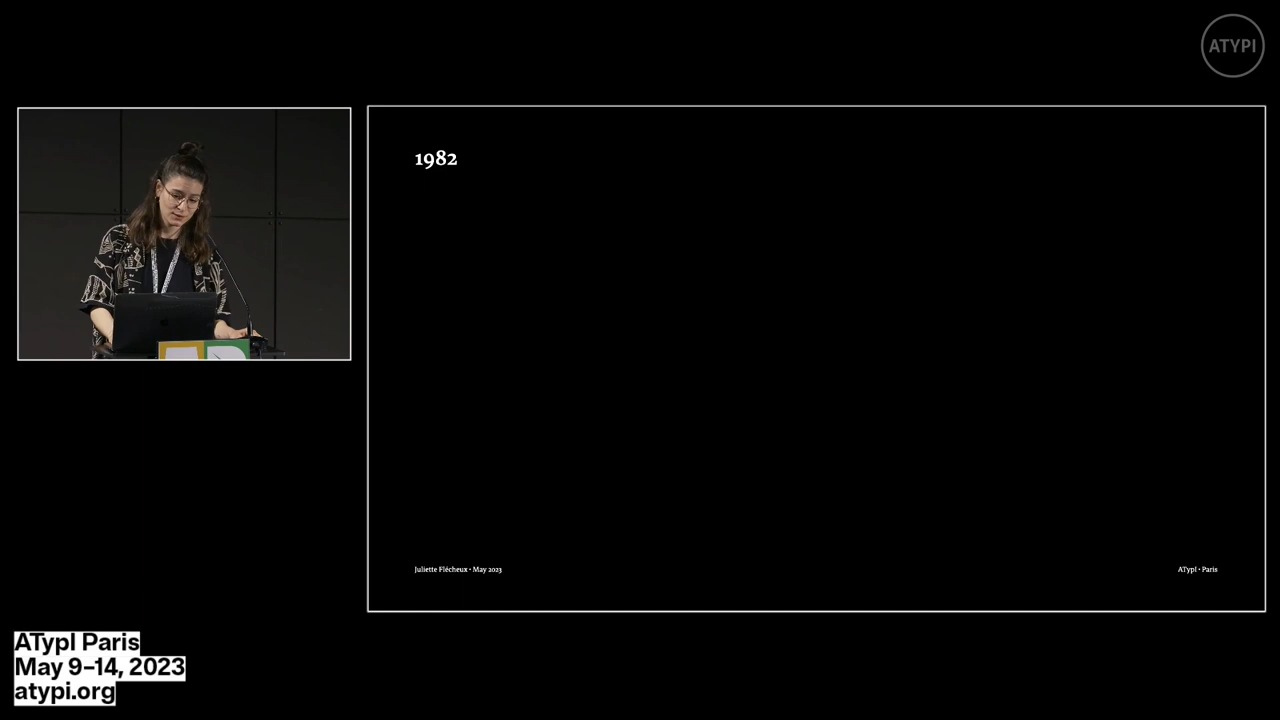 ATYPI
1982
Juliette Flécheux • May 2023
ATypI • Paris
ATypI Paris
May 9–14, 2023
atypi.org